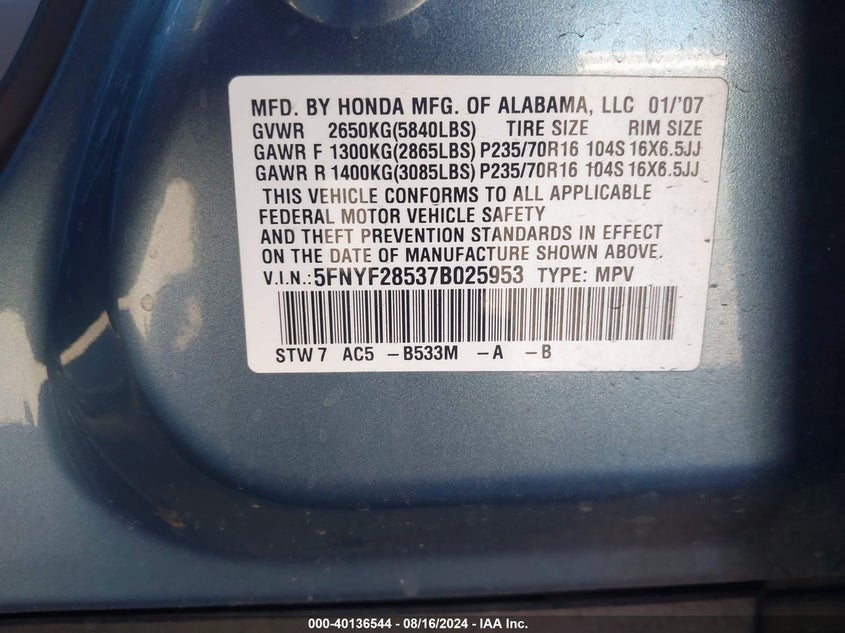 MFD. BY HONDA MFG. OF ALABAMA, LLC 01/'07
GVWR 2650KG(5840LBS) TIRE SIZE RIM SIZE
GAWR F 1300KG(2865LBS) P235/70R16 104S 16X6.5JJ
GAWR R 1400KG(3085LBS) P235/70R16 104S 16X6.5JJ
THIS VEHICLE CONFORMS TO ALL APPLICABLE
FEDERAL MOTOR VEHICLE SAFETY
AND THEFT PREVENTION STANDARDS IN EFFECT
ON THE DATE OF MANUFACTURE SHOWN ABOVE.
V.I.N.: 5FNYF28537B025953 TYPE: MPV
STW7 AC5 -B533M -A -B
000-40136544 - 08/16/2024 - IAA Inc.